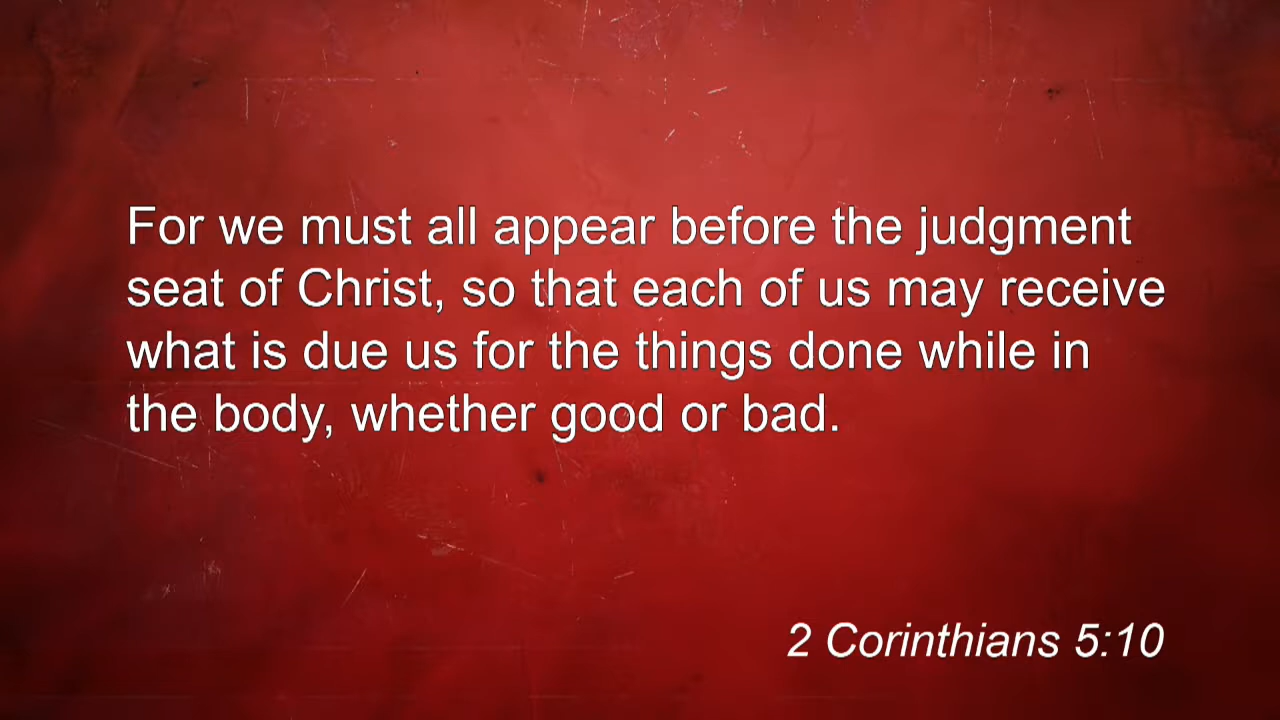 For we must all appear before the judgment
seat of Christ, so that each of us may receive
what is due us for the things done while in
the body, whether good or bad.
2 Corinthians 5:10